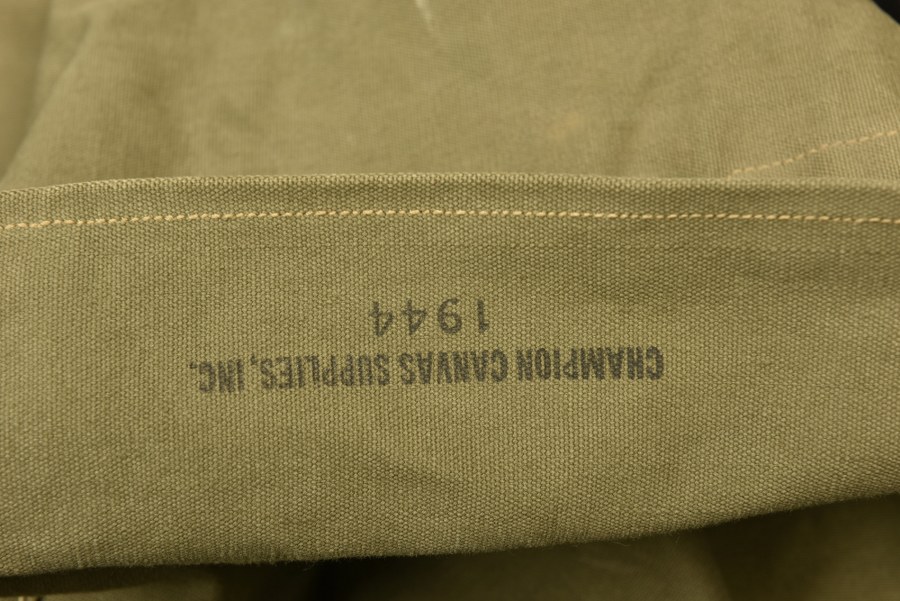 CHAMPION CANVAS SUPPLIES, INC.
1944